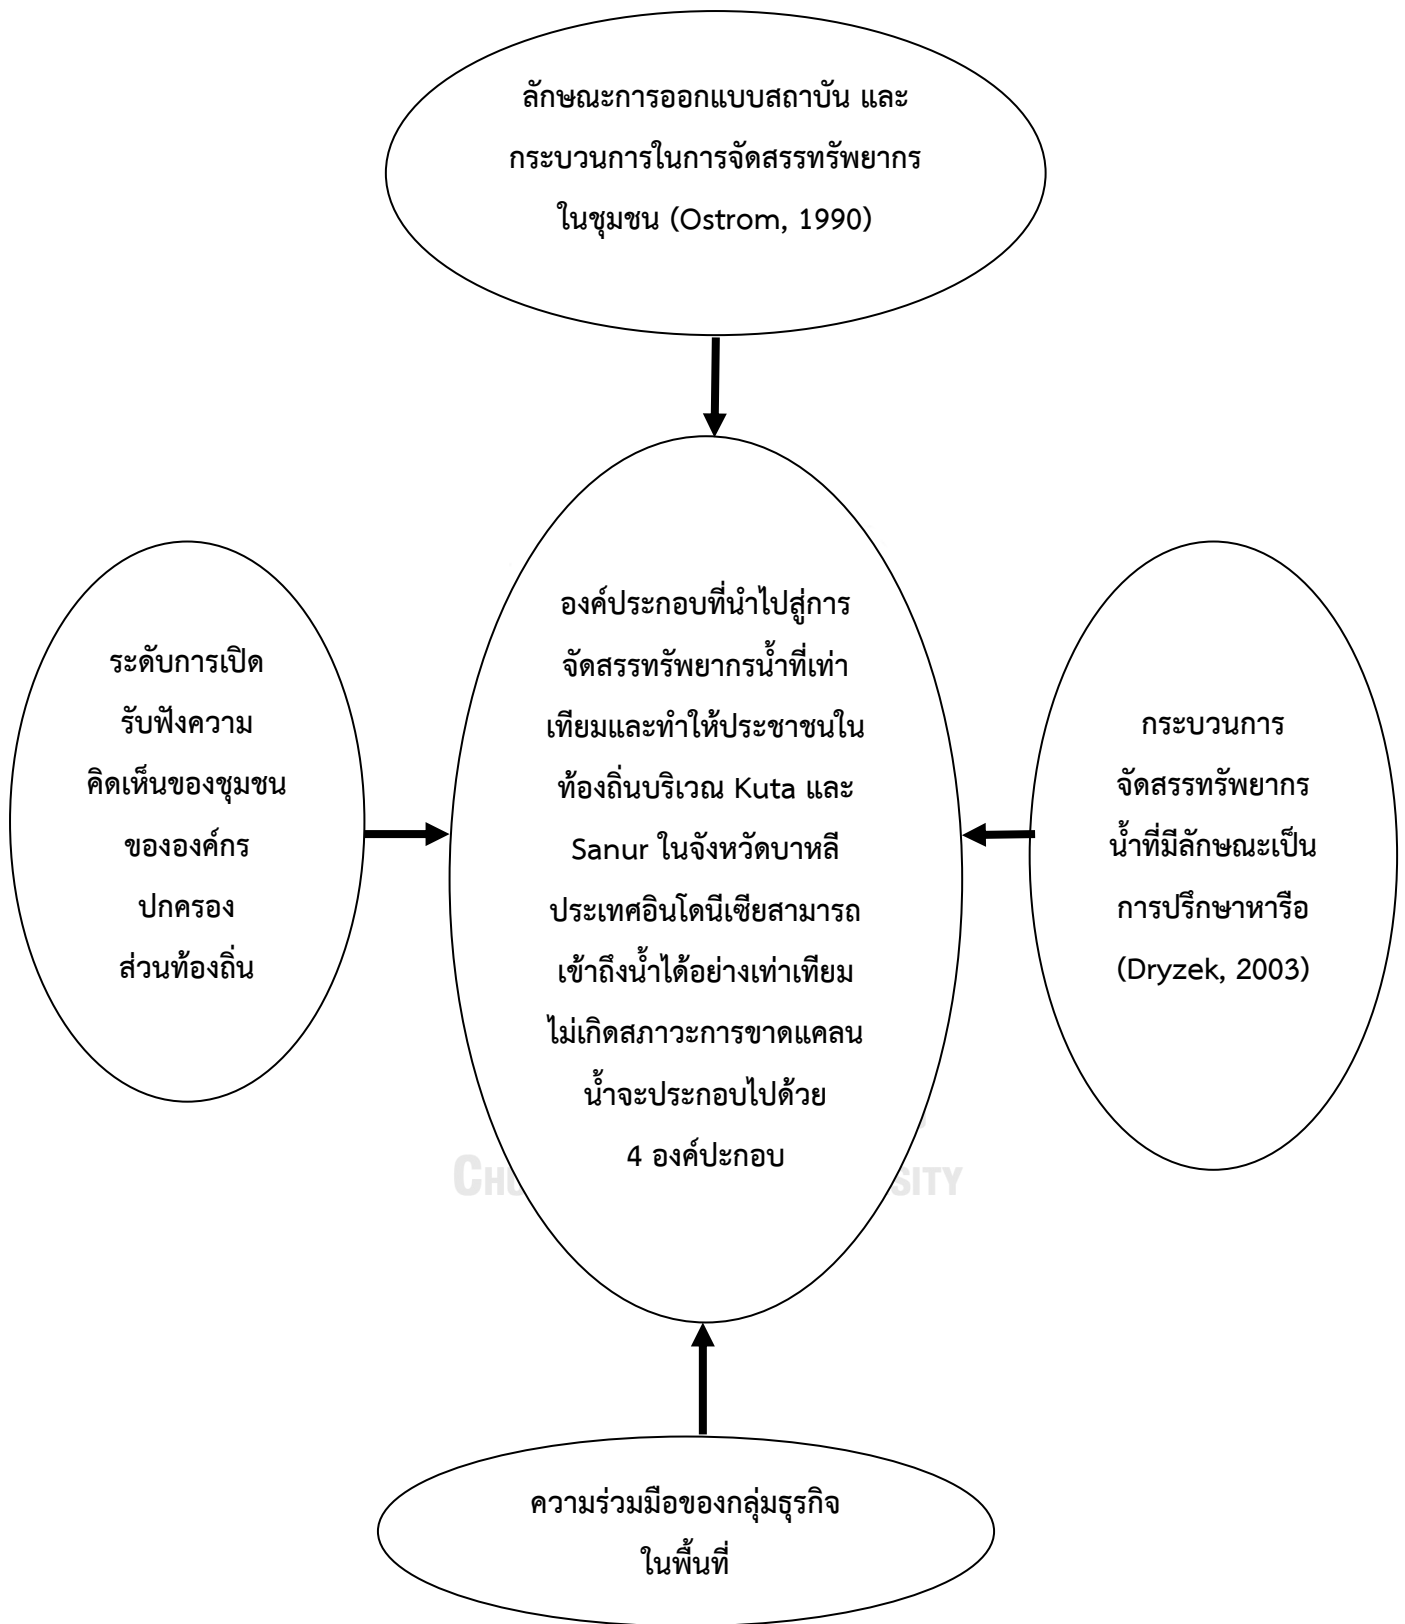 ลักษณะการออกแบบสถาบัน และ
กระบวนการในการจัดสรรทรัพยากร
ในชุมชน (Ostrom, 1990)
ระดับการเปิด
รับฟังความ
คิดเห็นของชุมชน
ขององค์กร
ปกครอง
ส่วนท้องถิ่น
องค์ประกอบที่นำไปสู่การ
จัดสรรทรัพยากรน้ำที่เท่า
เทียมและทำให้ประชาชนใน
ท้องถิ่นบริเวณ Kuta และ
Sanur ในจังหวัดบาหลี
ประเทศอินโดนีเซียสามารถ
เข้าถึงน้ำได้อย่างเท่าเทียม
ไม่เกิดสภาวะการขาดแคลน
น้ำจะประกอบไปด้วย
4 องค์ปะกอบ
กระบวนการ
จัดสรรทรัพยากร
น้ำที่มีลักษณะเป็น
การปรึกษาหารือ
(Dryzek, 2003)
ความร่วมมือของกลุ่มธุรกิจ
ในพื้นที่